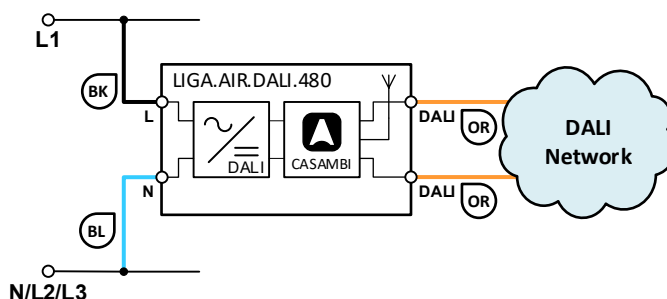 L1
BK
LIGA.AIR.DALI.480
L
DALI
CASAMBI
DALI
OR
DALI
Network
N
DALI
OR
BL
N/L2/L3